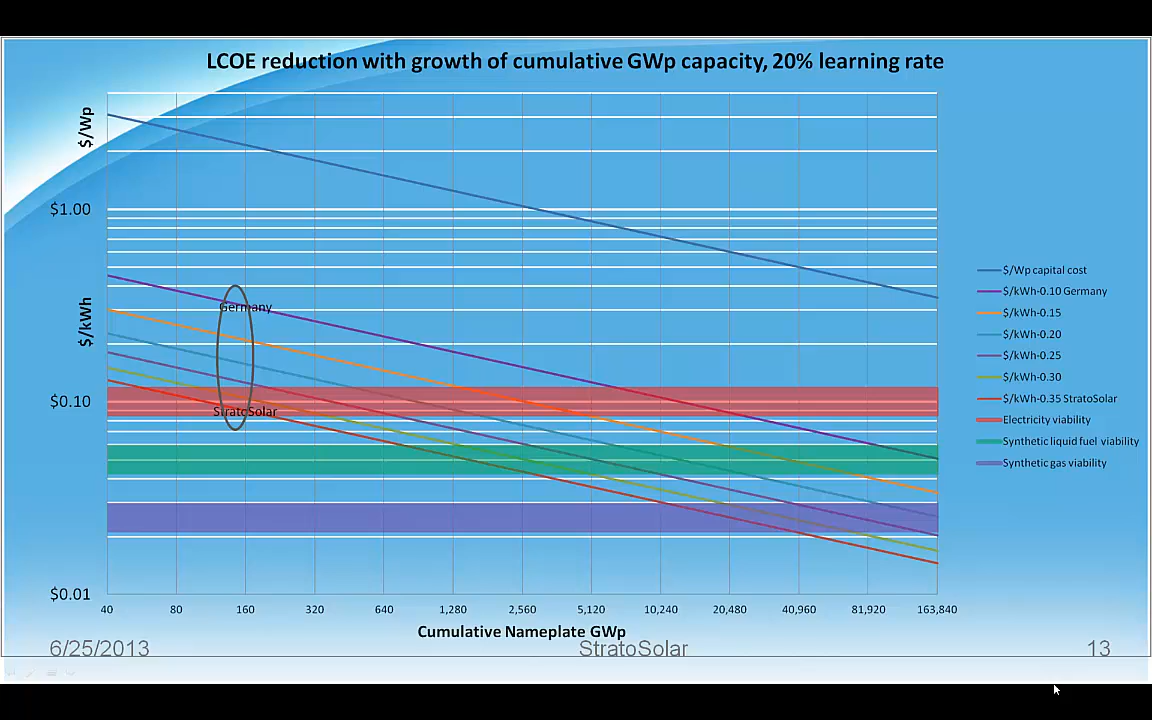 LCOE reduction with growth of cumulative GWp capacity, 20% learning rate
$/Wp
$1.00
$/kWh
$0.10
$0.01
Germany
StratoSolar
$/Wp capital cost
$/kWh-0.10 Germany
$/kWh-0.15
$/kWh-0.20
$/kWh-0.25
$/kWh-0.30
$/kWh-0.35 StratoSolar
Electricity viability
Synthetic liquid fuel viability
Synthetic gas viability
40 80 160 320 640 1,280 2,560 5,120 10,240 20,480 40,960 81,920 163,840
Cumulative Nameplate GWp
6/25/2013 StratoSolar 13